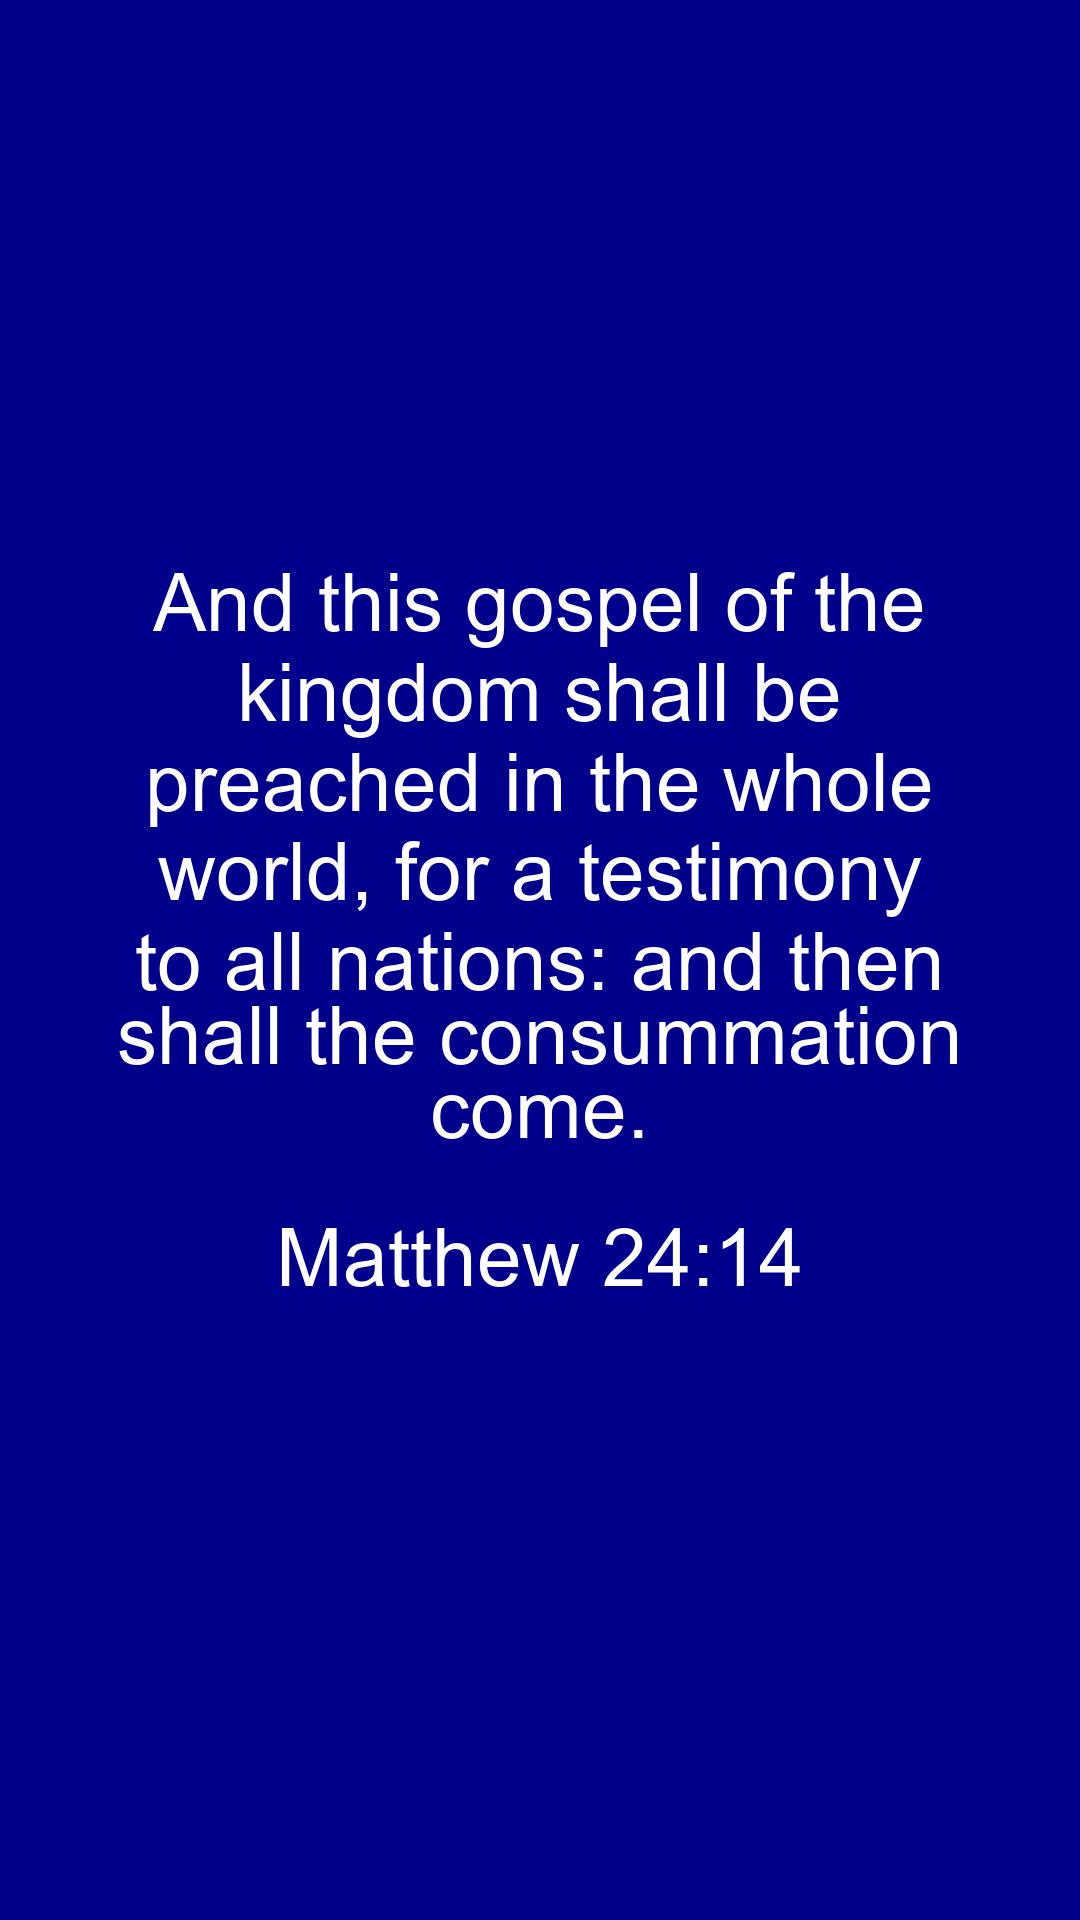 And this gospel of the
kingdom shall be
preached in the whole
world, for a testimony
to all nations: and then
shall the consummation
come.
Matthew 24:14